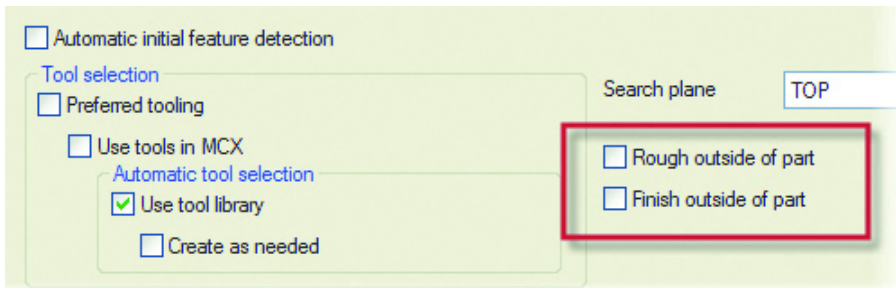 Automatic initial feature detection
Tool selection
Preferred tooling
Use tools in MCX
Automatic tool selection
Use tool library
Create as needed
Search plane TOP
Rough outside of part
Finish outside of part